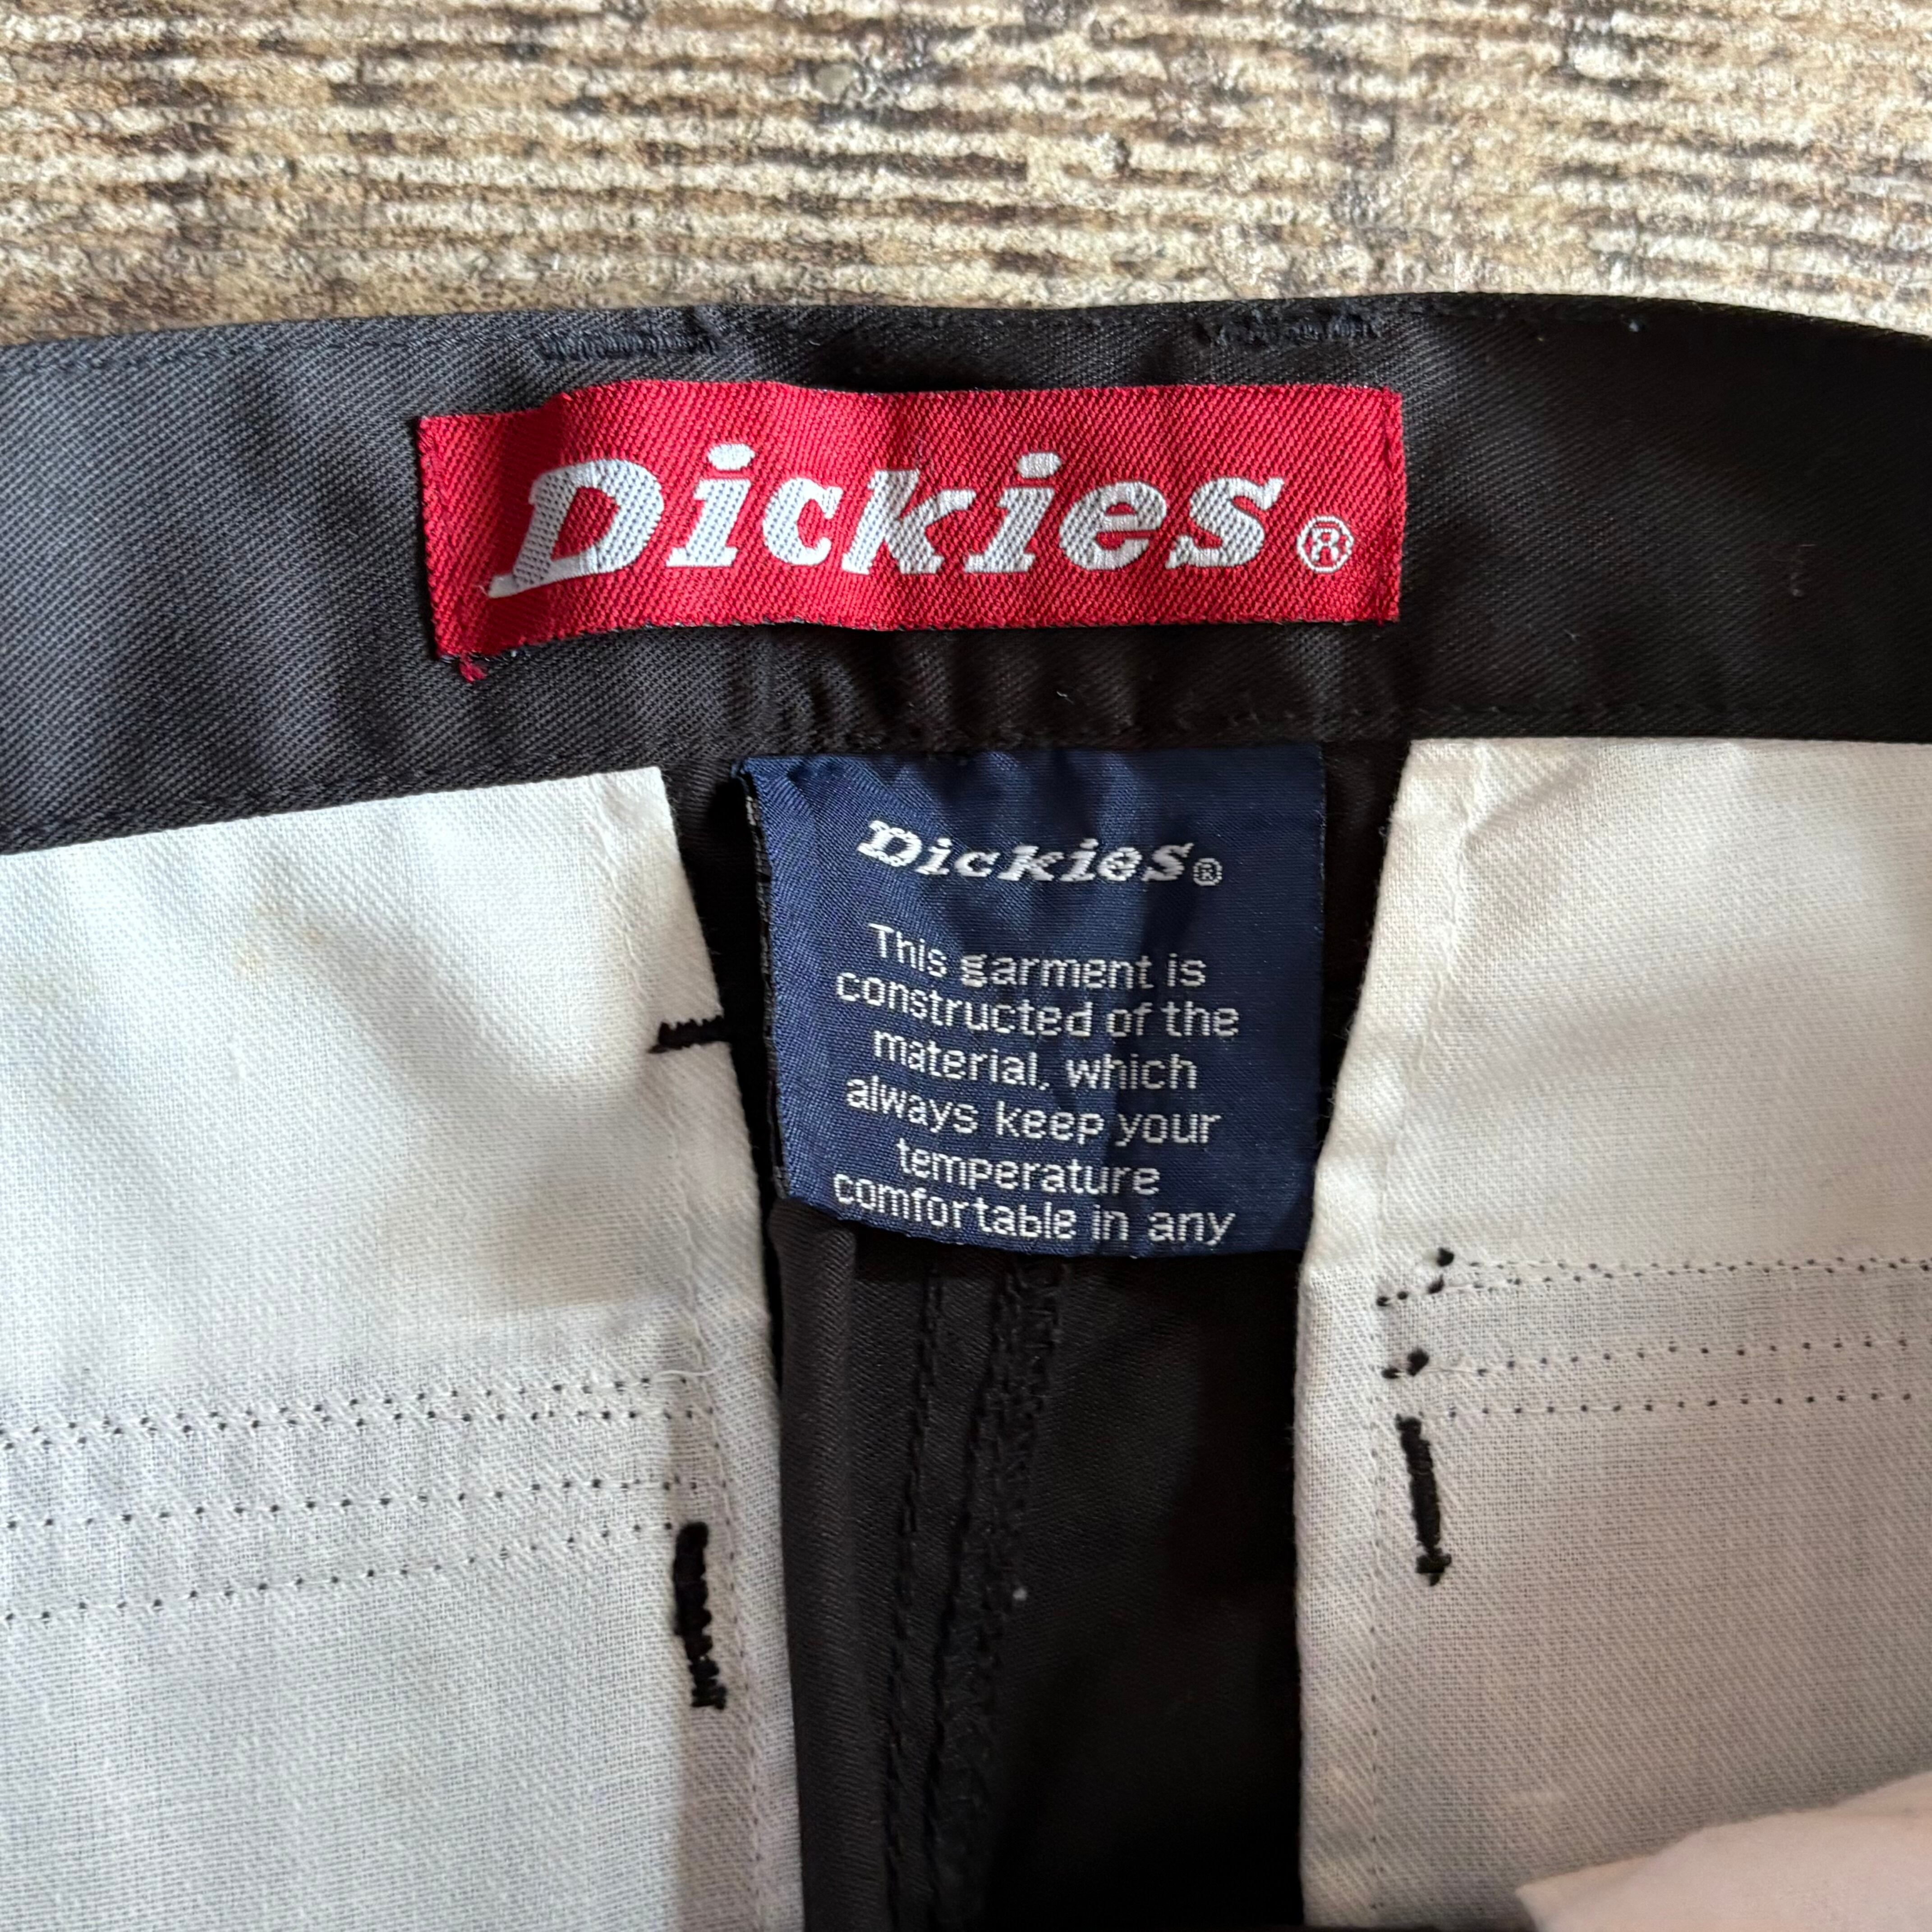 Dickies®
Dickies®
This garment is
constructed of the
material, which
always keep your
temperature
comfortable in any